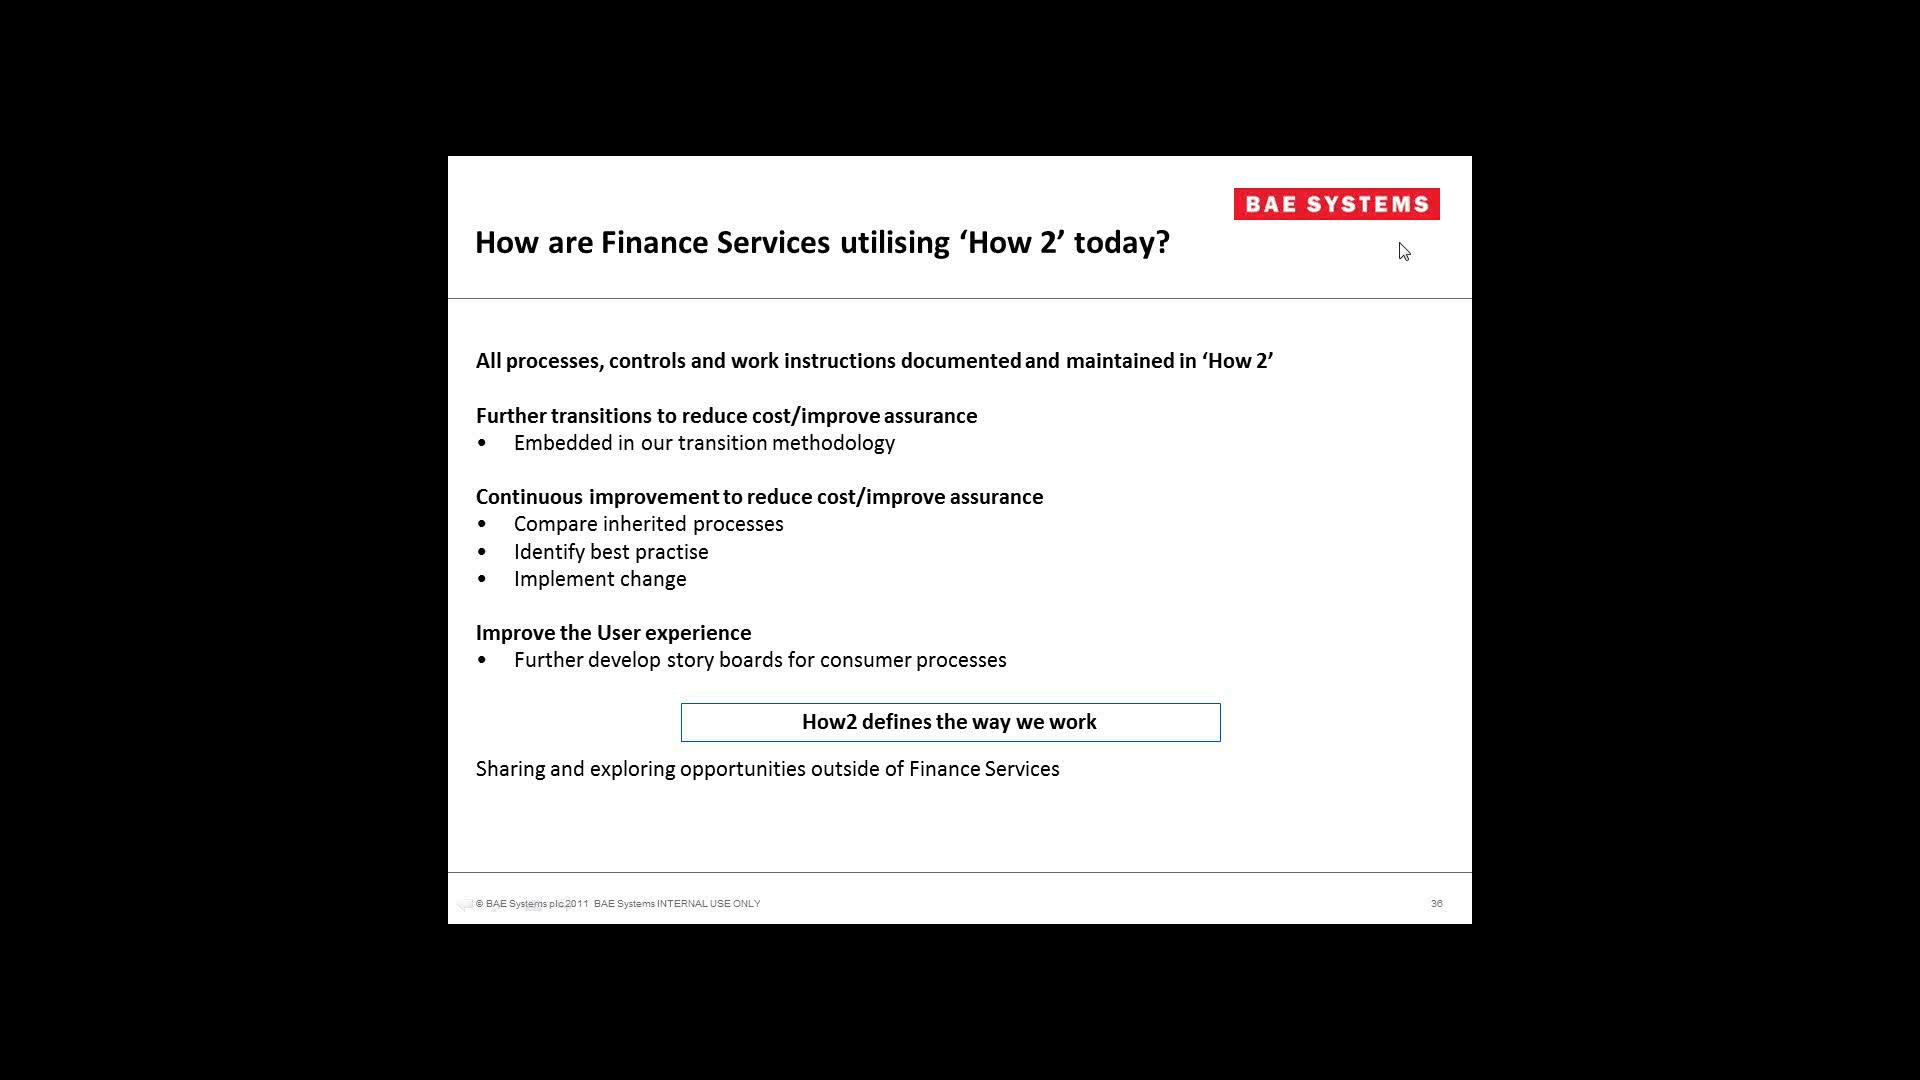 BAE SYSTEMS
How are Finance Services utilising ‘How 2’ today?
All processes, controls and work instructions documented and maintained in ‘How 2’
Further transitions to reduce cost/improve assurance
• Embedded in our transition methodology
Continuous improvement to reduce cost/improve assurance
• Compare inherited processes
• Identify best practise
• Implement change
Improve the User experience
• Further develop story boards for consumer processes
How2 defines the way we work
Sharing and exploring opportunities outside of Finance Services
© BAE Systems plc 2011 BAE Systems INTERNAL USE ONLY
36